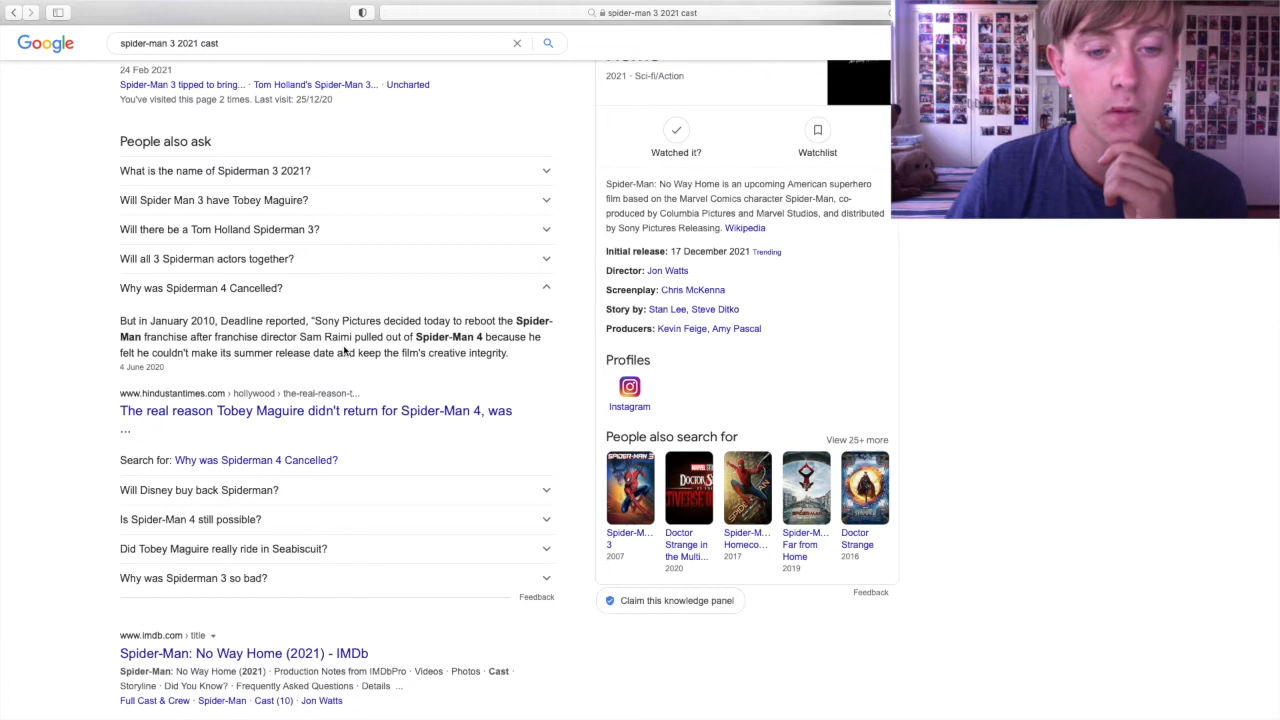 spider-man 3 2021 cast
Google
spider-man 3 2021 cast
24 Feb 2021
Spider-Man 3 tipped to bring... · Tom Holland's Spider-Man 3... · Uncharted
You've visited this page 2 times. Last visit: 25/12/20
People also ask
What is the name of Spiderman 3 2021?
Will Spider Man 3 have Tobey Maguire?
Will there be a Tom Holland Spiderman 3?
Will all 3 Spiderman actors together?
Why was Spiderman 4 Cancelled?
But in January 2010, Deadline reported, “Sony Pictures decided today to reboot the Spider-
Man franchise after franchise director Sam Raimi pulled out of Spider-Man 4 because he
felt he couldn't make its summer release date and keep the film's creative integrity.
4 June 2020
www.hindustantimes.com › hollywood › the-real-reason-t...
The real reason Tobey Maguire didn't return for Spider-Man 4, was
...
Search for: Why was Spiderman 4 Cancelled?
Will Disney buy back Spiderman?
Is Spider-Man 4 still possible?
Did Tobey Maguire really ride in Seabiscuit?
Why was Spiderman 3 so bad?
Feedback
www.imdb.com › title
Spider-Man: No Way Home (2021) - IMDb
Spider-Man: No Way Home (2021) · Production Notes from IMDbPro · Videos · Photos · Cast ·
Storyline · Did You Know? · Frequently Asked Questions · Details ...
Full Cast & Crew · Spider-Man · Cast (10) · Jon Watts
2021 · Sci-fi/Action
Watched it?
Watchlist
Spider-Man: No Way Home is an upcoming American superhero
film based on the Marvel Comics character Spider-Man, co-
produced by Columbia Pictures and Marvel Studios, and distributed
by Sony Pictures Releasing. Wikipedia
Initial release: 17 December 2021 Trending
Director: Jon Watts
Screenplay: Chris McKenna
Story by: Stan Lee, Steve Ditko
Producers: Kevin Feige, Amy Pascal
Profiles
Instagram
People also search for
View 25+ more
SPIDER-MAN 3
Spider-M...
3
2007
Doctor
Strange in
the Multi...
2020
Spider-M...
Homeco...
2017
Spider-M...
Far from
Home
2019
Doctor
Strange
2016
Feedback
Claim this knowledge panel